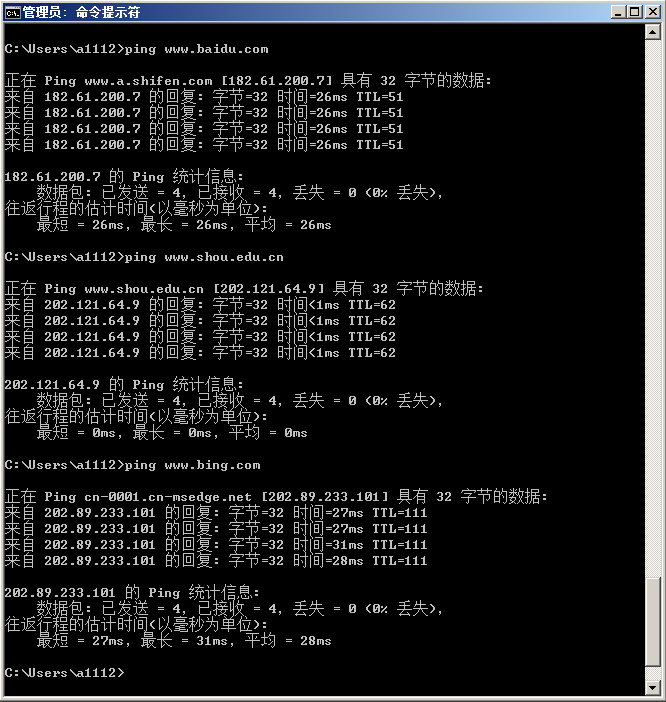 管理员: 命令提示符
C:\Users\a1112>ping www.baidu.com
正在 Ping www.a.shifen.com [182.61.200.7] 具有 32 字节的数据:
来自 182.61.200.7 的回复: 字节=32 时间=26ms TTL=51
来自 182.61.200.7 的回复: 字节=32 时间=26ms TTL=51
来自 182.61.200.7 的回复: 字节=32 时间=26ms TTL=51
来自 182.61.200.7 的回复: 字节=32 时间=26ms TTL=51
182.61.200.7 的 Ping 统计信息:
数据包: 已发送 = 4, 已接收 = 4, 丢失 = 0 (0% 丢失),
往返行程的估计时间(以毫秒为单位):
最短 = 26ms, 最长 = 26ms, 平均 = 26ms
C:\Users\a1112>ping www.shou.edu.cn
正在 Ping www.shou.edu.cn [202.121.64.9] 具有 32 字节的数据:
来自 202.121.64.9 的回复: 字节=32 时间<1ms TTL=62
来自 202.121.64.9 的回复: 字节=32 时间<1ms TTL=62
来自 202.121.64.9 的回复: 字节=32 时间<1ms TTL=62
来自 202.121.64.9 的回复: 字节=32 时间<1ms TTL=62
202.121.64.9 的 Ping 统计信息:
数据包: 已发送 = 4, 已接收 = 4, 丢失 = 0 (0% 丢失),
往返行程的估计时间(以毫秒为单位):
最短 = 0ms, 最长 = 0ms, 平均 = 0ms
C:\Users\a1112>ping www.bing.com
正在 Ping cn-0001.cn-msedge.net [202.89.233.101] 具有 32 字节的数据:
来自 202.89.233.101 的回复: 字节=32 时间=27ms TTL=111
来自 202.89.233.101 的回复: 字节=32 时间=27ms TTL=111
来自 202.89.233.101 的回复: 字节=32 时间=31ms TTL=111
来自 202.89.233.101 的回复: 字节=32 时间=28ms TTL=111
202.89.233.101 的 Ping 统计信息:
数据包: 已发送 = 4, 已接收 = 4, 丢失 = 0 (0% 丢失),
往返行程的估计时间(以毫秒为单位):
最短 = 27ms, 最长 = 31ms, 平均 = 28ms
C:\Users\a1112>